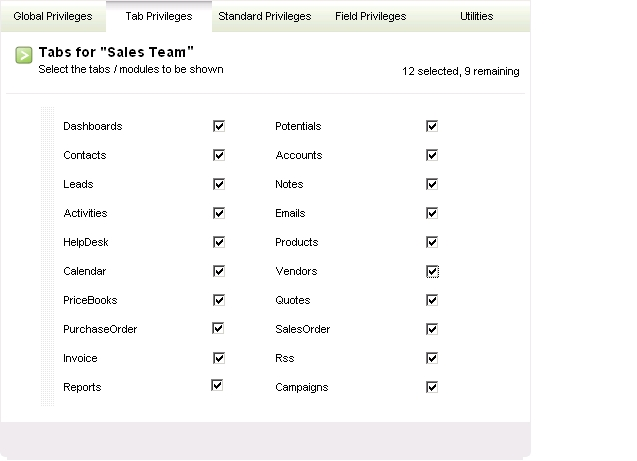 Global Privileges Tab Privileges Standard Privileges Field Privileges Utilities
Tabs for "Sales Team"
Select the tabs / modules to be shown
12 selected, 9 remaining
Dashboards Potentials
Contacts Accounts
Leads Notes
Activities Emails
HelpDesk Products
Calendar Vendors
PriceBooks Quotes
PurchaseOrder SalesOrder
Invoice Rss
Reports Campaigns